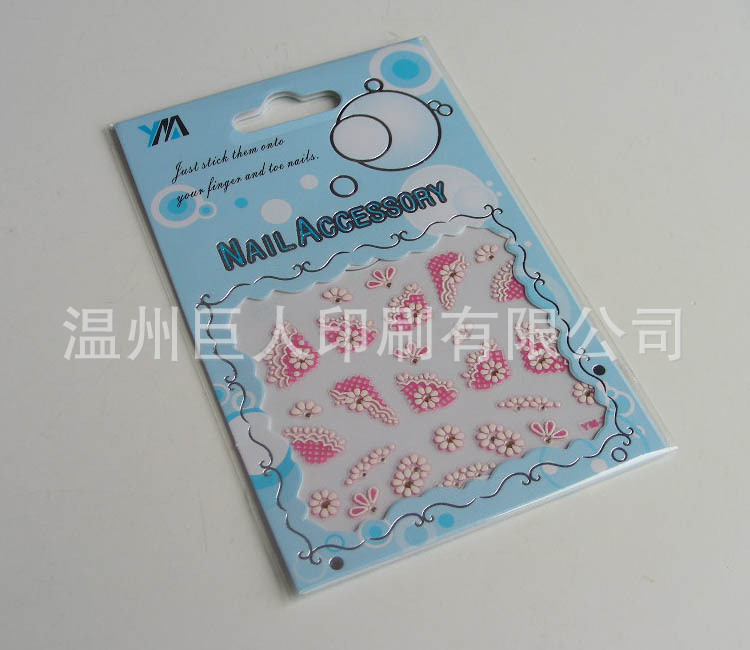 YM
Just stick them onto
your finger and toe nails.
NAIL ACCESSORY
温州巨人印刷有限公司